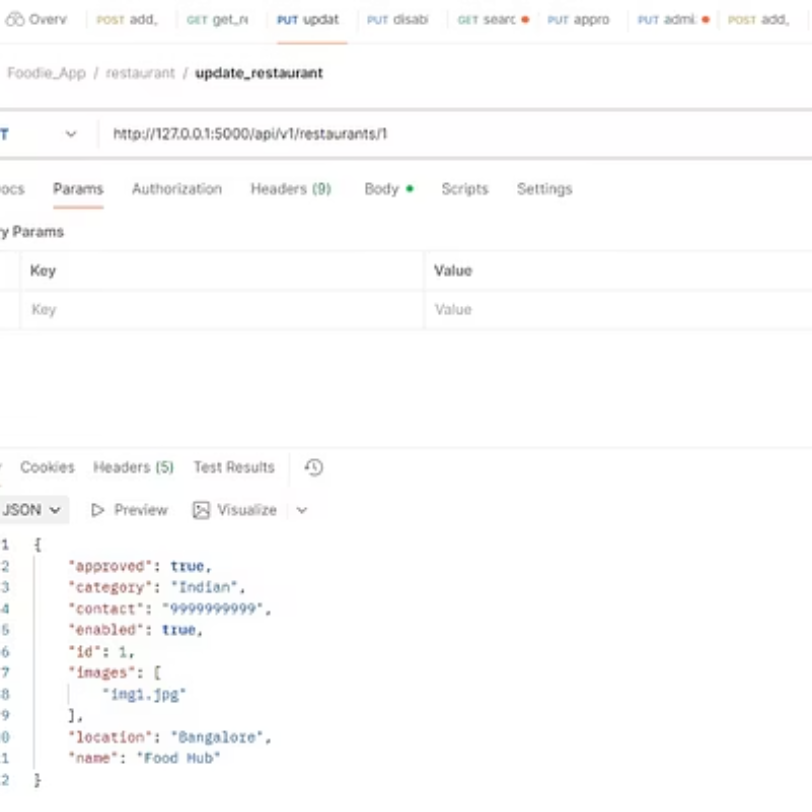 Overv POST add, GET get_re PUT updat PUT disabl GET searc PUT appro PUT admi POST add,
Foodie_App / restaurant / update_restaurant
T http://127.0.0.1:5000/api/v1/restaurants/1
ocs Params Authorization Headers (9) Body Scripts Settings
y Params
Key Value
Key Value
Cookies Headers (5) Test Results
JSON Preview Visualize
1 {
2 "approved": true,
3 "category": "Indian",
4 "contact": "9999999999",
5 "enabled": true,
6 "id": 1,
7 "images": [
8 "img1.jpg"
9 ],
0 "location": "Bangalore",
1 "name": "Food Hub"
2 }